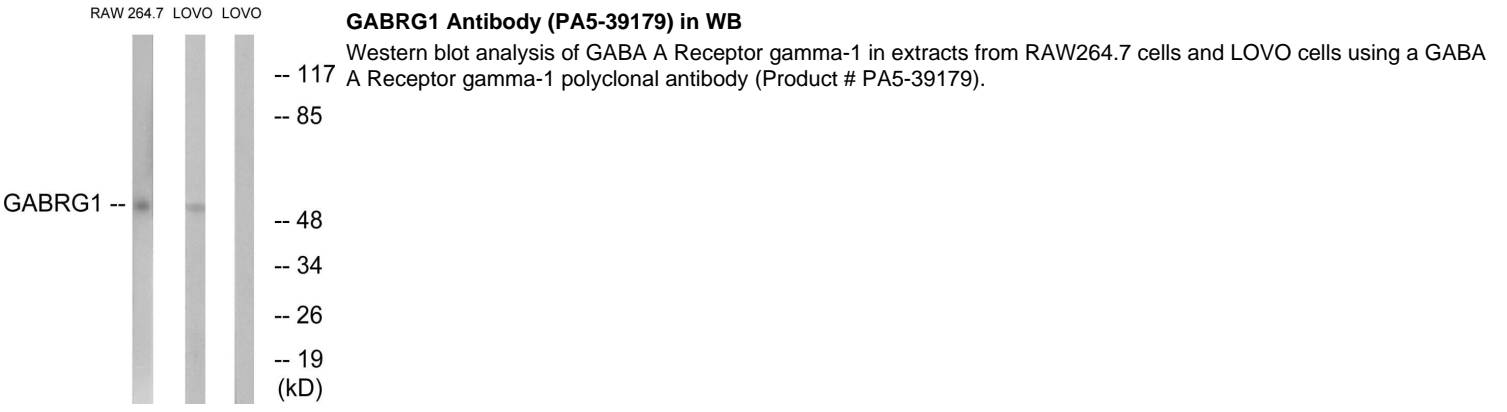 RAW 264.7 LOVO LOVO
GABRG1 --
-- 117
-- 85
-- 48
-- 34
-- 26
-- 19
(kD)
GABRG1 Antibody (PA5-39179) in WB
Western blot analysis of GABA A Receptor gamma-1 in extracts from RAW264.7 cells and LOVO cells using a GABA
A Receptor gamma-1 polyclonal antibody (Product # PA5-39179).